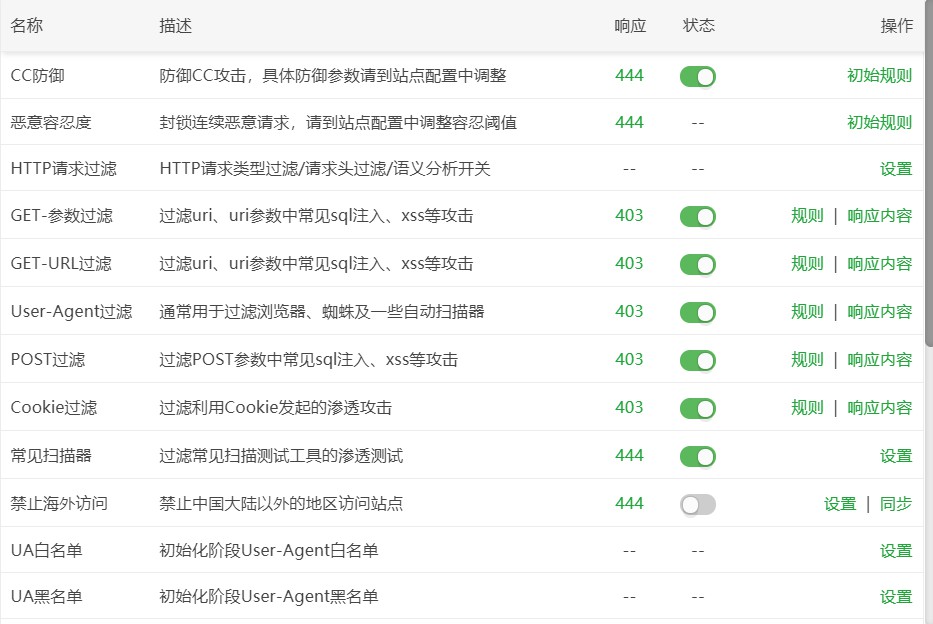 名称 描述 响应 状态 操作
CC防御 防御CC攻击，具体防御参数请到站点配置中调整 444 初始规则
恶意容忍度 封锁连续恶意请求，请到站点配置中调整容忍阈值 444 -- 初始规则
HTTP请求过滤 HTTP请求类型过滤/请求头过滤/语义分析开关 -- -- 设置
GET-参数过滤 过滤uri、uri参数中常见sql注入、xss等攻击 403 规则 | 响应内容
GET-URL过滤 过滤uri、uri参数中常见sql注入、xss等攻击 403 规则 | 响应内容
User-Agent过滤 通常用于过滤浏览器、蜘蛛及一些自动扫描器 403 规则 | 响应内容
POST过滤 过滤POST参数中常见sql注入、xss等攻击 403 规则 | 响应内容
Cookie过滤 过滤利用Cookie发起的渗透攻击 403 规则 | 响应内容
常见扫描器 过滤常见扫描测试工具的渗透测试 444 设置
禁止海外访问 禁止中国大陆以外的地区访问站点 444 设置 | 同步
UA白名单 初始化阶段User-Agent白名单 -- -- 设置
UA黑名单 初始化阶段User-Agent黑名单 -- -- 设置